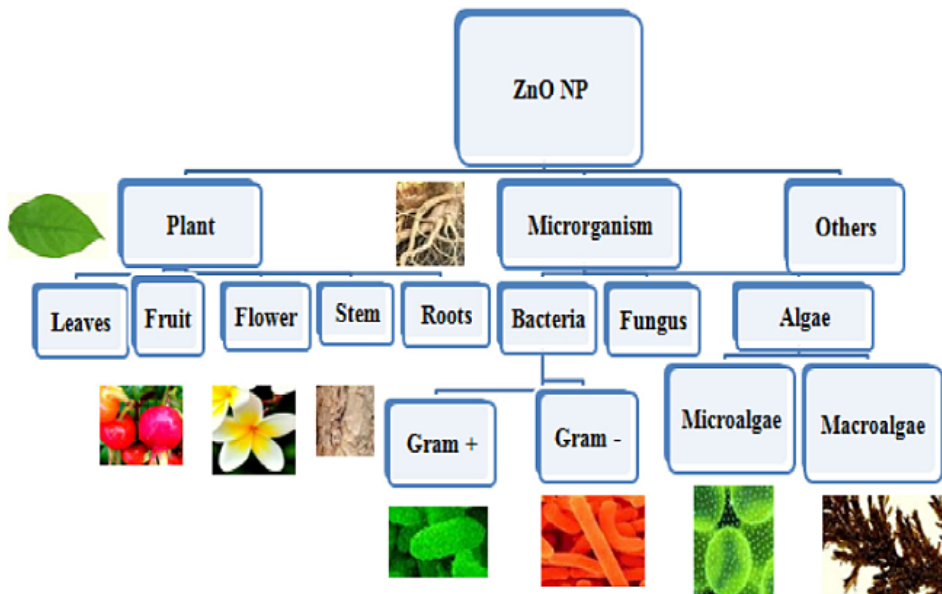 ZnO NP
Plant
Microrganism
Others
Leaves
Fruit
Flower
Stem
Roots
Bacteria
Fungus
Algae
Gram +
Gram -
Microalgae
Macroalgae